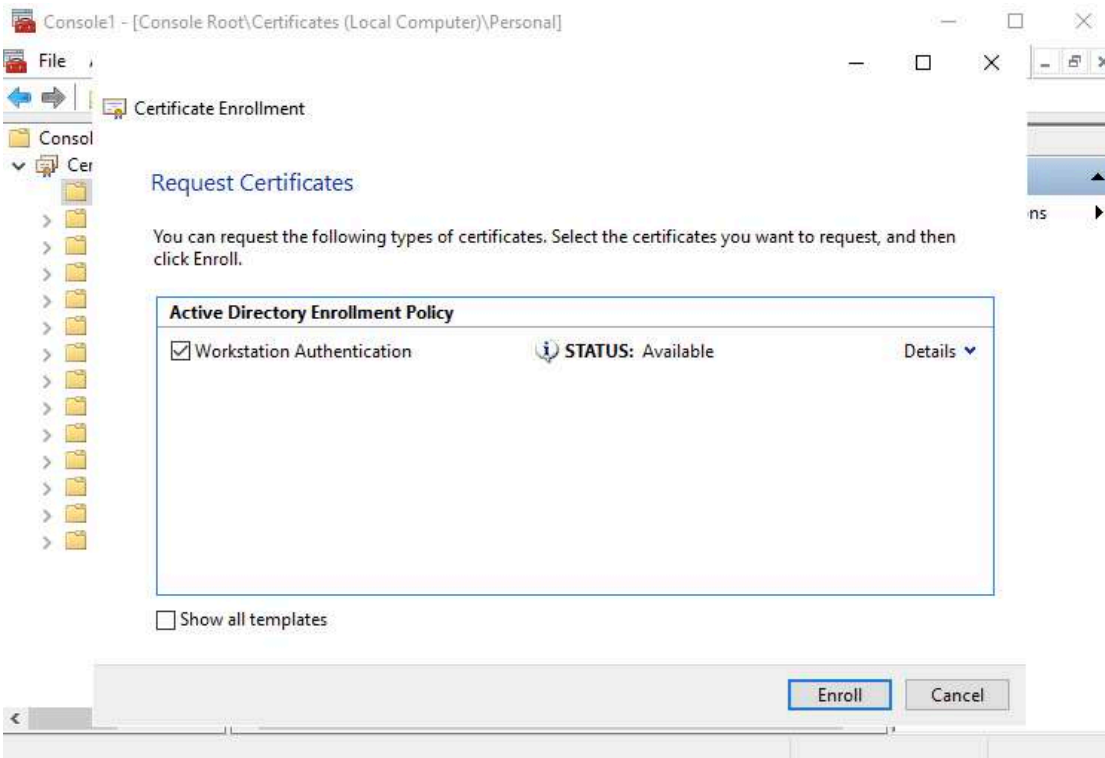 Console1 - [Console Root\Certificates (Local Computer)\Personal]
File
Certificate Enrollment
Consol
Cer
Request Certificates
ns
You can request the following types of certificates. Select the certificates you want to request, and then
click Enroll.
Active Directory Enrollment Policy
Workstation Authentication STATUS: Available Details
Show all templates
Enroll Cancel